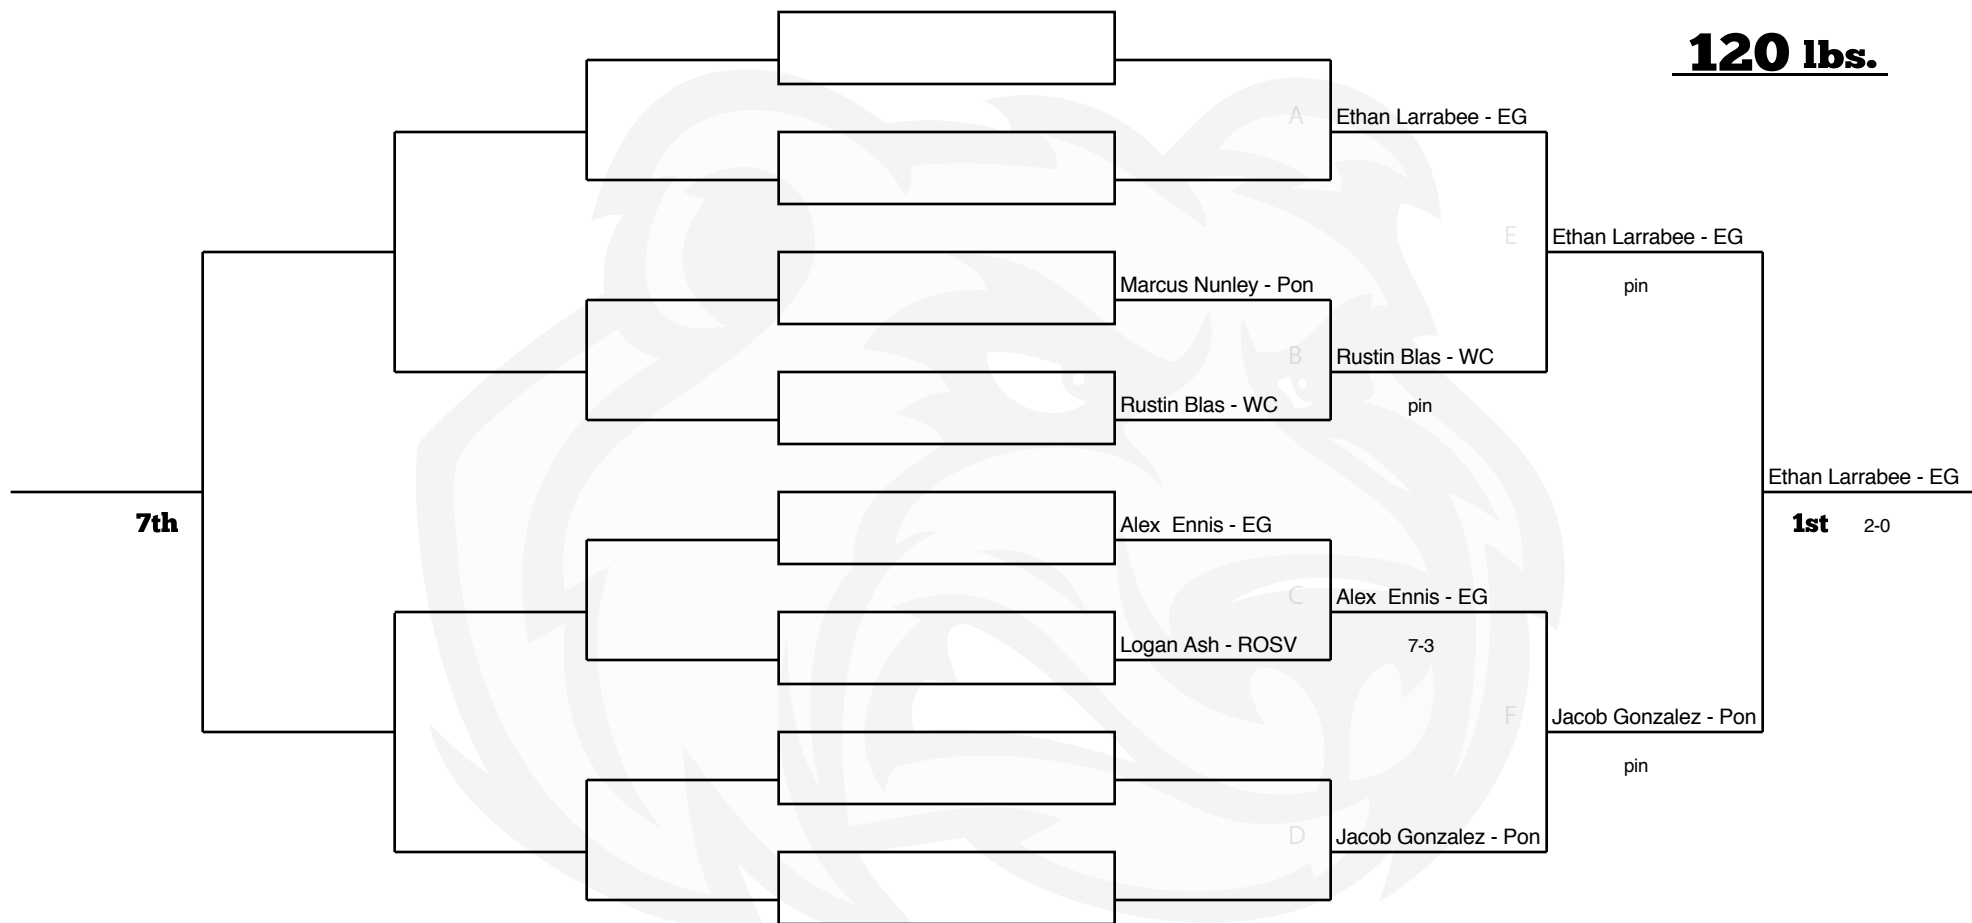 120 lbs.
A
Ethan Larrabee - EG
E
Ethan Larrabee - EG
Marcus Nunley - Pon
pin
B
Rustin Blas - WC
Rustin Blas - WC
pin
Ethan Larrabee - EG
7th
Alex  Ennis - EG
1st
2-0
C
Alex  Ennis - EG
Logan Ash - ROSV
7-3
F
Jacob Gonzalez - Pon
pin
D
Jacob Gonzalez - Pon